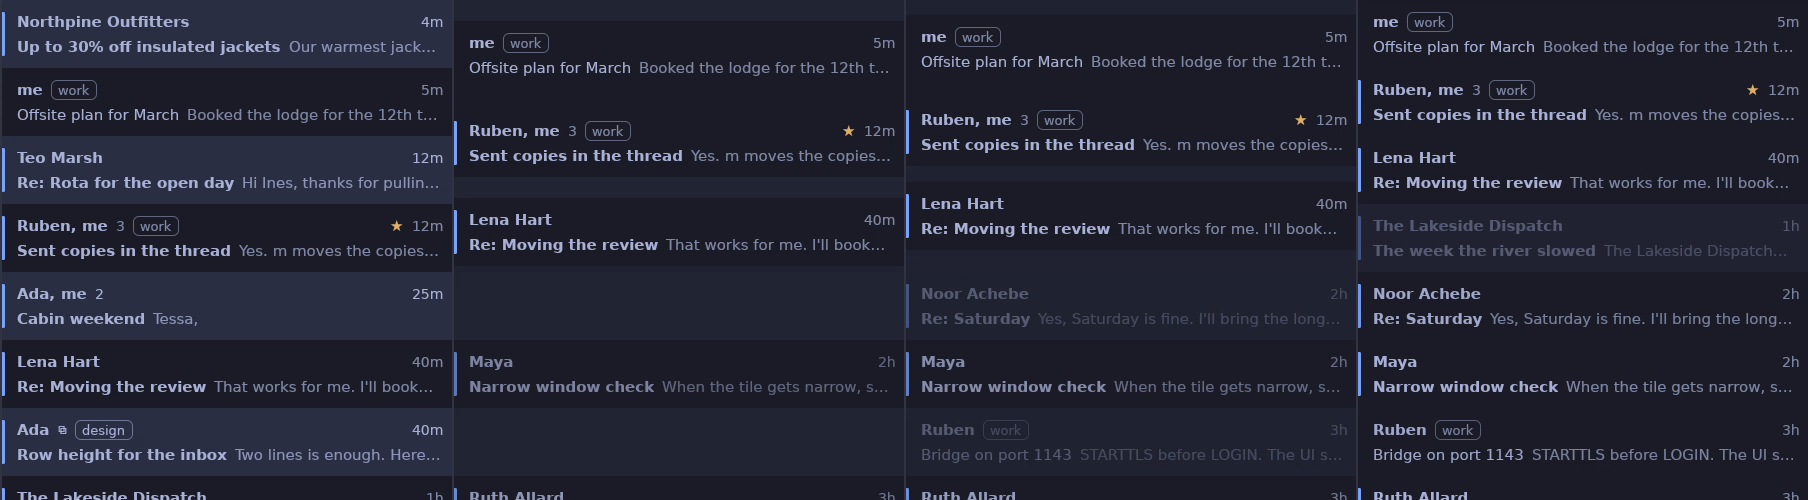 Northpine Outfitters 4m
Up to 30% off insulated jackets Our warmest jack…
me work 5m
Offsite plan for March Booked the lodge for the 12th t…
Teo Marsh 12m
Re: Rota for the open day Hi Ines, thanks for pullin…
Ruben, me 3 work ★ 12m
Sent copies in the thread Yes. m moves the copies…
Ada, me 2 25m
Cabin weekend Tessa,
Lena Hart 40m
Re: Moving the review That works for me. I'll book…
Ada design 40m
Row height for the inbox Two lines is enough. Here…
The Lakeside Dispatch 1h
me work 5m
Offsite plan for March Booked the lodge for the 12th t…
Ruben, me 3 work ★ 12m
Sent copies in the thread Yes. m moves the copies…
Lena Hart 40m
Re: Moving the review That works for me. I'll book…
Maya 2h
Narrow window check When the tile gets narrow, s…
Ruth Allard 3h
me work 5m
Offsite plan for March Booked the lodge for the 12th t…
Ruben, me 3 work ★ 12m
Sent copies in the thread Yes. m moves the copies…
Lena Hart 40m
Re: Moving the review That works for me. I'll book…
Noor Achebe 2h
Re: Saturday Yes, Saturday is fine. I'll bring the long…
Maya 2h
Narrow window check When the tile gets narrow, s…
Ruben work 3h
Bridge on port 1143 STARTTLS before LOGIN. The UI s…
Ruth Allard 3h
me work 5m
Offsite plan for March Booked the lodge for the 12th t…
Ruben, me 3 work ★ 12m
Sent copies in the thread Yes. m moves the copies…
Lena Hart 40m
Re: Moving the review That works for me. I'll book…
The Lakeside Dispatch 1h
The week the river slowed The Lakeside Dispatch…
Noor Achebe 2h
Re: Saturday Yes, Saturday is fine. I'll bring the long…
Maya 2h
Narrow window check When the tile gets narrow, s…
Ruben work 3h
Bridge on port 1143 STARTTLS before LOGIN. The UI s…
Ruth Allard 3h